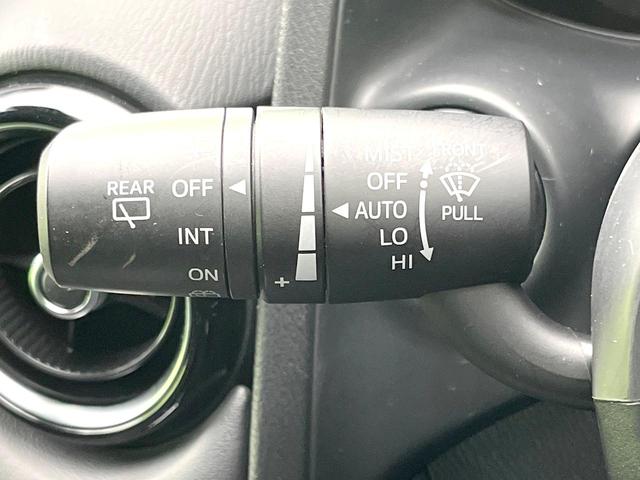 REAR
OFF
INT
ON
+
MIST
OFF
AUTO
LO
HI
FRONT
PULL